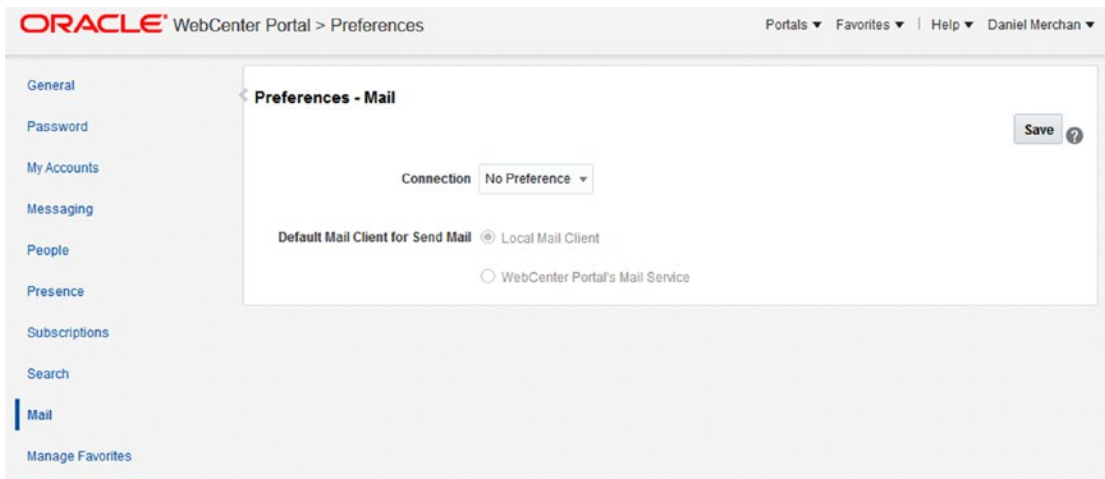 ORACLE® WebCenter Portal > Preferences Portals Favorites | Help Daniel Merchan
General
Preferences - Mail
Password
Save ?
My Accounts
Connection No Preference
Messaging
Default Mail Client for Send Mail Local Mail Client
People
WebCenter Portal's Mail Service
Presence
Subscriptions
Search
Mail
Manage Favorites